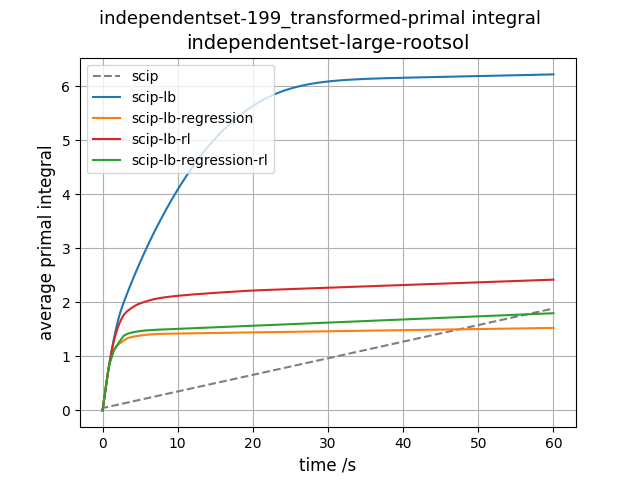 independentset-199_transformed-primal integral
independentset-large-rootsol
scip
scip-lb
scip-lb-regression
scip-lb-rl
scip-lb-regression-rl
average primal integral
6
5
4
3
2
1
0
0 10 20 30 40 50 60
time /s